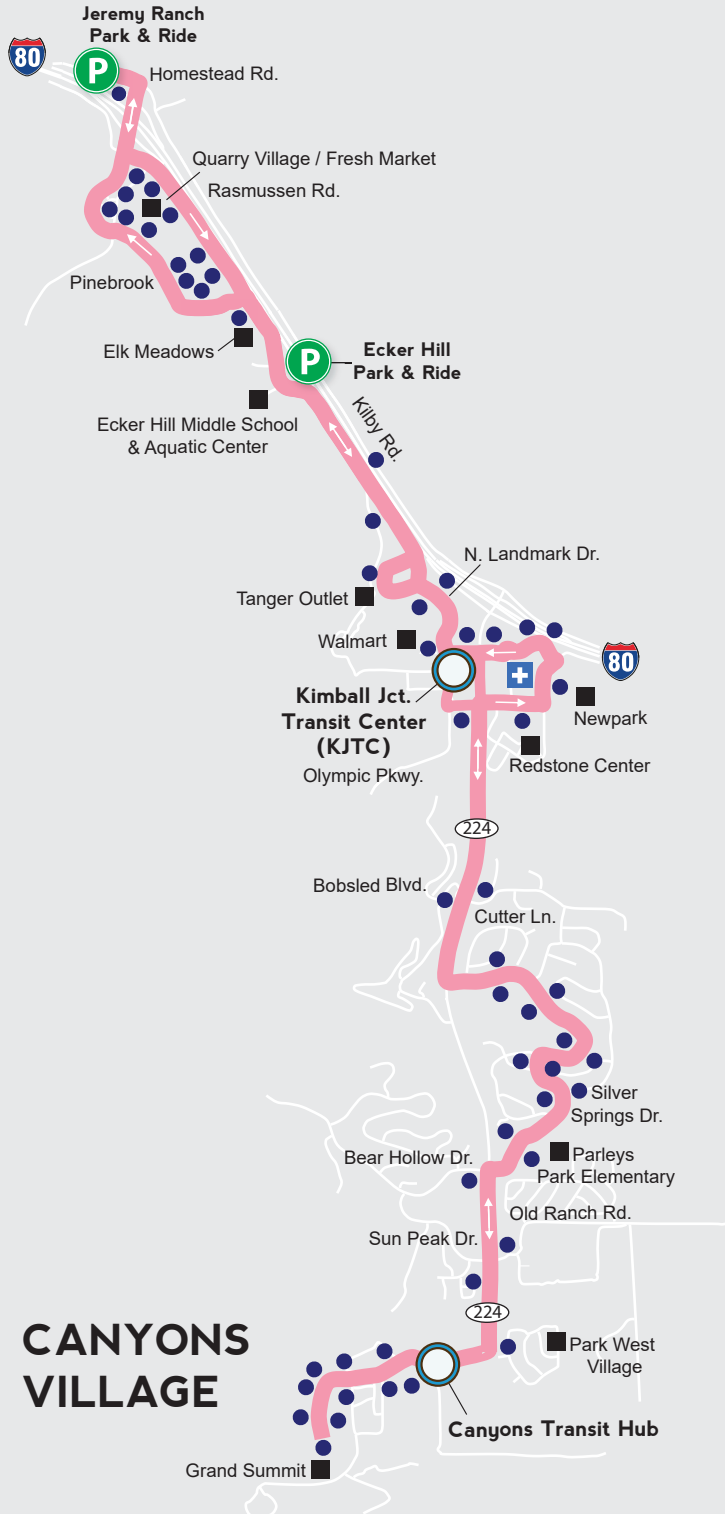 Jeremy Ranch
Park & Ride
80
P
Homestead Rd.
Quarry Village / Fresh Market
Rasmussen Rd.
Pinebrook
Elk Meadows
P
Ecker Hill
Park & Ride
Ecker Hill Middle School
& Aquatic Center
Kilby Rd.
N. Landmark Dr.
Tanger Outlet
Walmart
80
Kimball Jct.
Transit Center
(KJTC)
Newpark
Redstone Center
Olympic Pkwy.
224
Bobsled Blvd.
Cutter Ln.
Silver
Springs Dr.
Bear Hollow Dr.
Parleys
Park Elementary
Old Ranch Rd.
Sun Peak Dr.
224
CANYONS
VILLAGE
Park West
Village
Canyons Transit Hub
Grand Summit